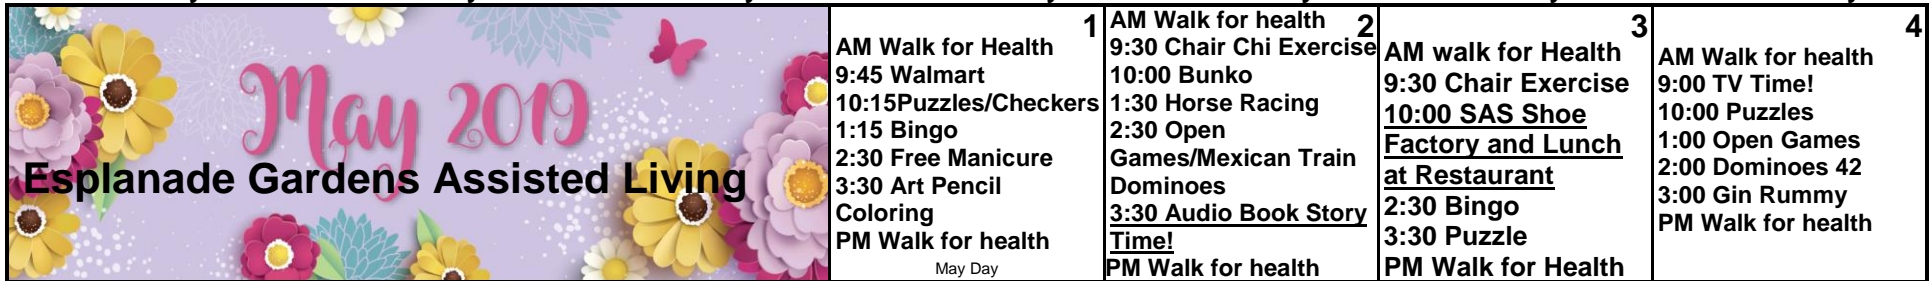 May 2019
Esplanade Gardens Assisted Living
1
AM Walk for Health
9:45 Walmart
10:15Puzzles/Checkers
1:15 Bingo
2:30 Free Manicure
3:30 Art Pencil
Coloring
PM Walk for health
May Day
2
AM Walk for health
9:30 Chair Chi Exercise
10:00 Bunko
1:30 Horse Racing
2:30 Open
Games/Mexican Train
Dominoes
3:30 Audio Book Story
Time!
PM Walk for health
3
AM walk for Health
9:30 Chair Exercise
10:00 SAS Shoe
Factory and Lunch
at Restaurant
2:30 Bingo
3:30 Puzzle
PM Walk for Health
4
AM Walk for health
9:00 TV Time!
10:00 Puzzles
1:00 Open Games
2:00 Dominoes 42
3:00 Gin Rummy
PM Walk for health